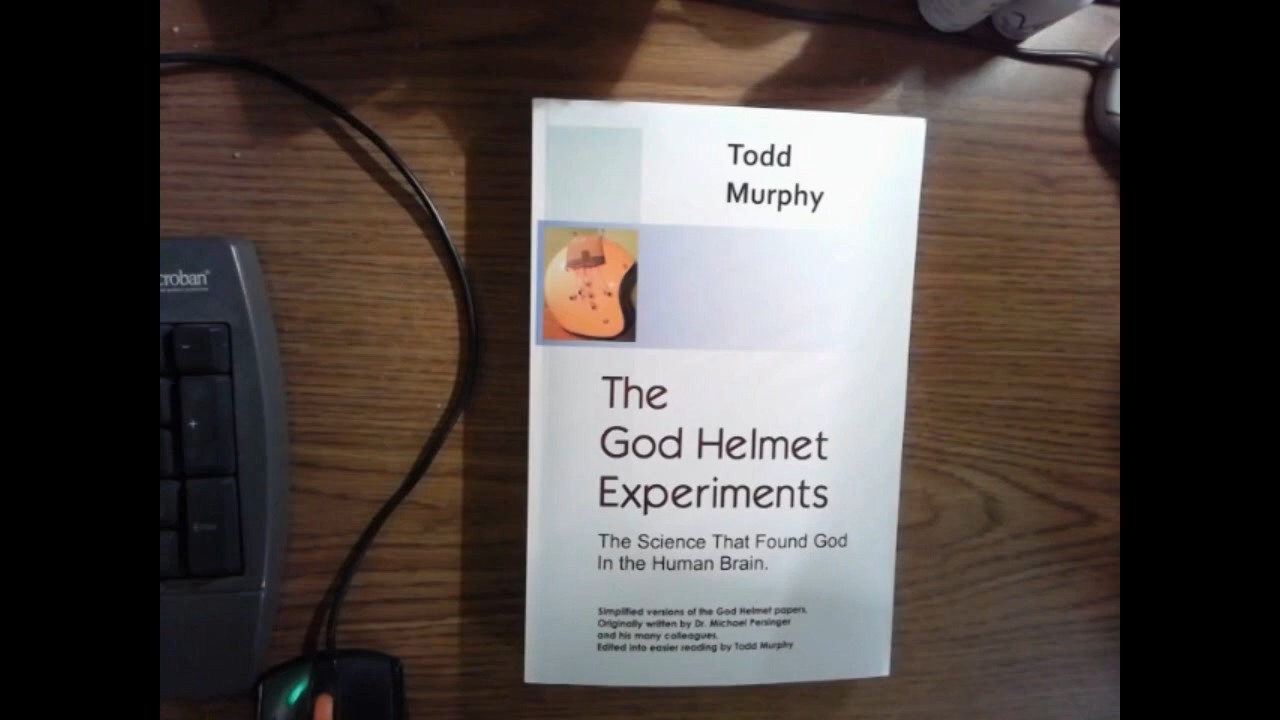 Todd
Murphy
The
God Helmet
Experiments
The Science That Found God
In the Human Brain.
Simplified versions of the God Helmet papers.
Originally written by Dr. Michael Persinger
and his many colleagues.
Edited into easier reading by Todd Murphy
croban®
-
+
Enter